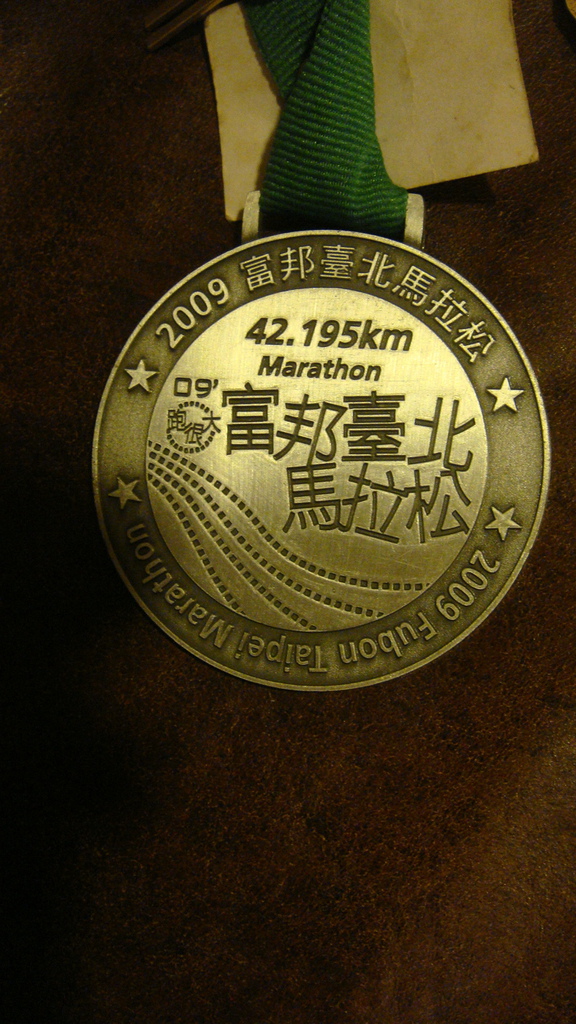 2009 富邦臺北馬拉松
42.195km
Marathon
09'
跑很大
富邦臺北
馬拉松
2009 Fubon Taipei Marathon